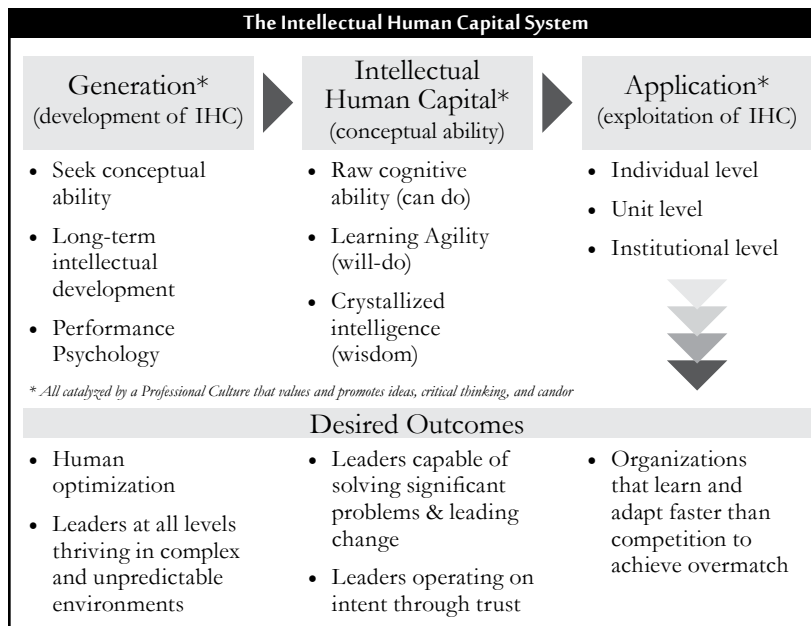 The Intellectual Human Capital System
Generation*
(development of IHC)
• Seek conceptual
ability
• Long-term
intellectual
development
• Performance
Psychology
Intellectual
Human Capital*
(conceptual ability)
• Raw cognitive
ability (can do)
• Learning Agility
(will-do)
• Crystallized
intelligence
(wisdom)
Application*
(exploitation of IHC)
• Individual level
• Unit level
• Institutional level
* All catalyzed by a Professional Culture that values and promotes ideas, critical thinking, and candor
Desired Outcomes
• Human
optimization
• Leaders at all levels
thriving in complex
and unpredictable
environments
• Leaders capable of
solving significant
problems & leading
change
• Leaders operating on
intent through trust
• Organizations
that learn and
adapt faster than
competition to
achieve overmatch